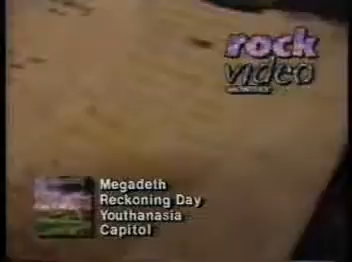 rock
video
Megadeth
Reckoning Day
Youthanasia
Capitol